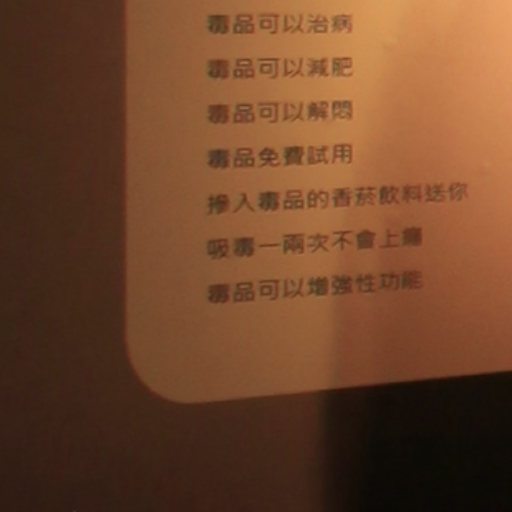 毒品可以治病
毒品可以減肥
毒品可以解悶
毒品免費試用
摻入毒品的香菸飲料送你
吸毒一兩次不會上癮
毒品可以增強性功能